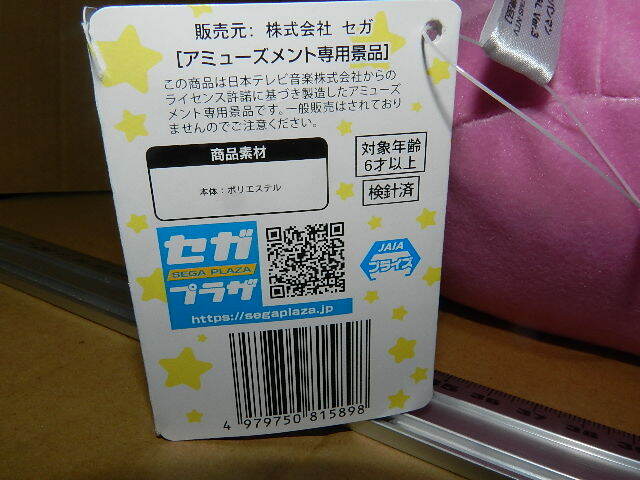 販売元: 株式会社 セガ
[アミューズメント専用景品]
この商品は日本テレビ音楽株式会社からの
ライセンス許諾に基づき製造したアミューズ
メント専用景品です。一般販売はされており
ませんのでご注意ください。
商品素材
本体：ポリエステル
対象年齢
6才以上
検針済
セガ
SEGA PLAZA
プラザ
https://segaplaza.jp
JAIA
プライズ
4 979750 815898